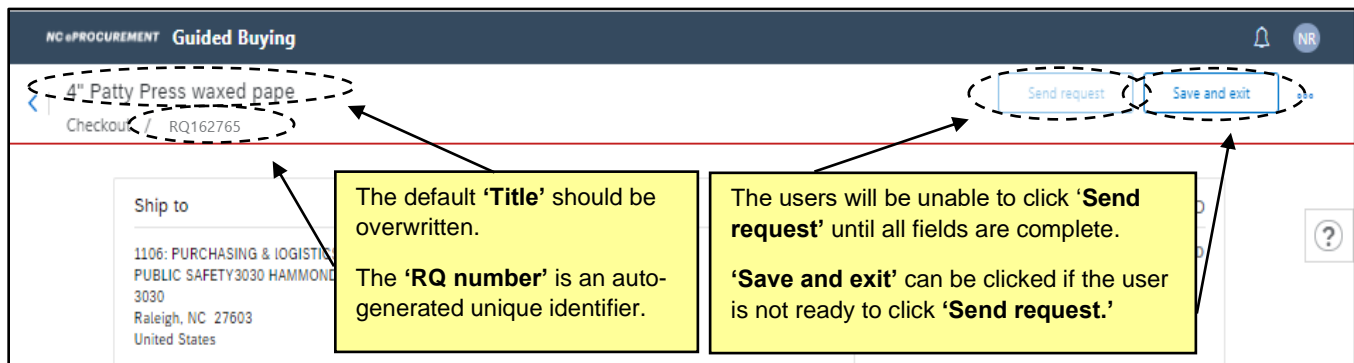 NC ePROCUREMENT Guided Buying
NR
4" Patty Press waxed pape
Send request
Save and exit
Checkout / RQ162765
Ship to
1106: PURCHASING & LOGISTICS
PUBLIC SAFETY3030 HAMMOND
3030
Raleigh, NC 27603
United States
The default 'Title' should be
overwritten.
The 'RQ number' is an auto-
generated unique identifier.
The users will be unable to click 'Send
request' until all fields are complete.
'Save and exit' can be clicked if the user
is not ready to click 'Send request.'
?